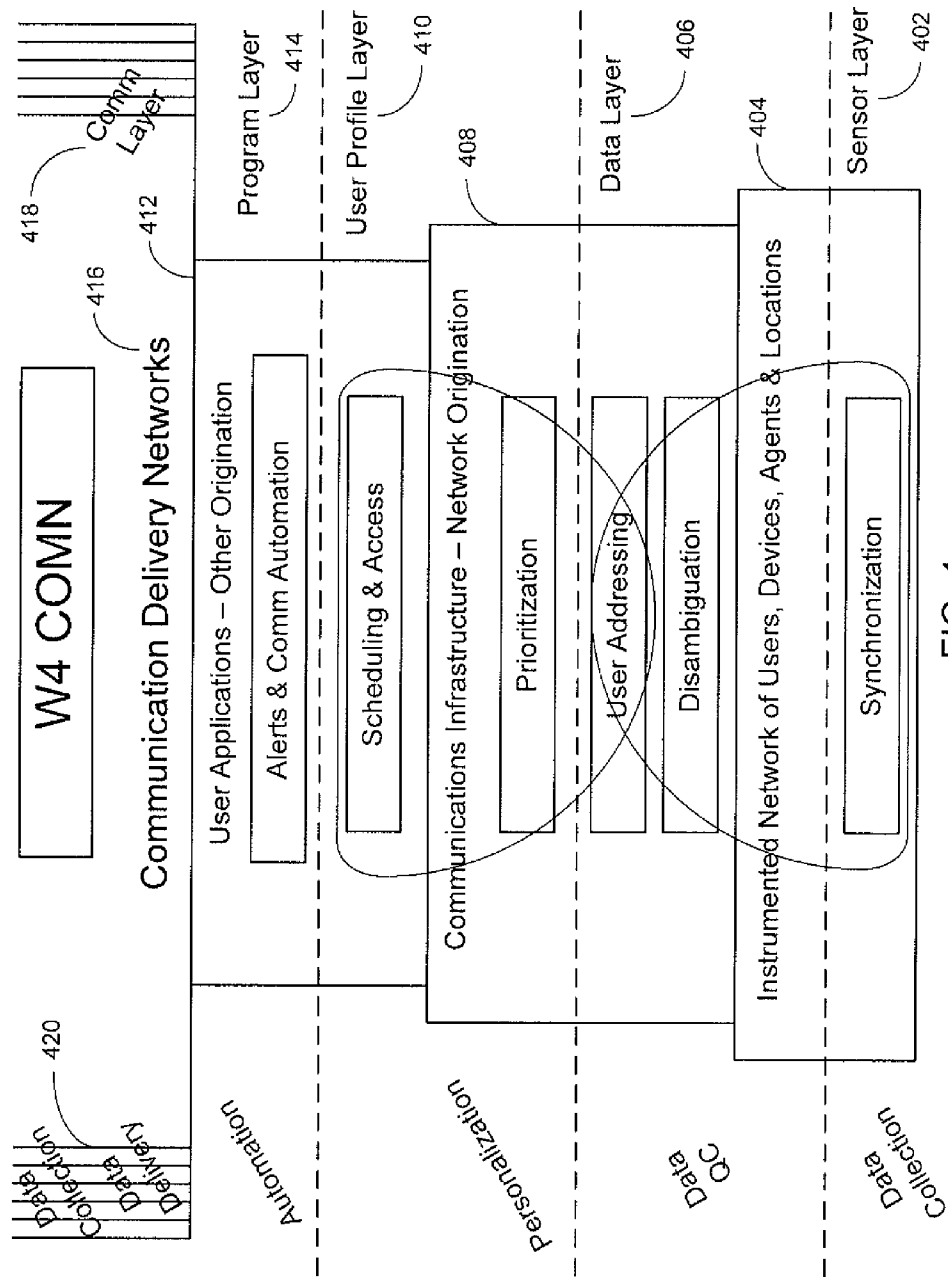 W4 COMN
418
Comm
Layer
416
Communication Delivery Networks
412
420
Data
Collection
Data
Delivery
User Applications – Other Origination
Alerts & Comm Automation
Program Layer
414
Automation
Scheduling & Access
User Profile Layer
410
Communications Infrastructure – Network Origination
408
Personalization
Prioritization
User Addressing
Data Layer
406
Disambiguation
Data
QC
404
Instrumented Network of Users, Devices, Agents & Locations
Synchronization
Sensor Layer
402
Data
Collection